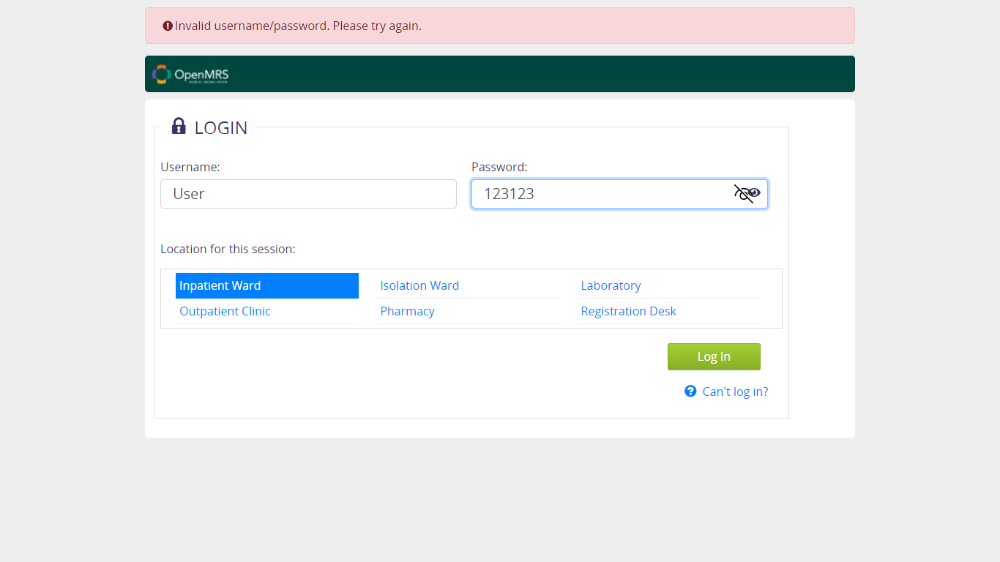 Invalid username/password. Please try again.
OpenMRS
LOGIN
Username:
Password:
User
123123
Location for this session:
Inpatient Ward
Isolation Ward
Laboratory
Outpatient Clinic
Pharmacy
Registration Desk
Log In
Can't log in?